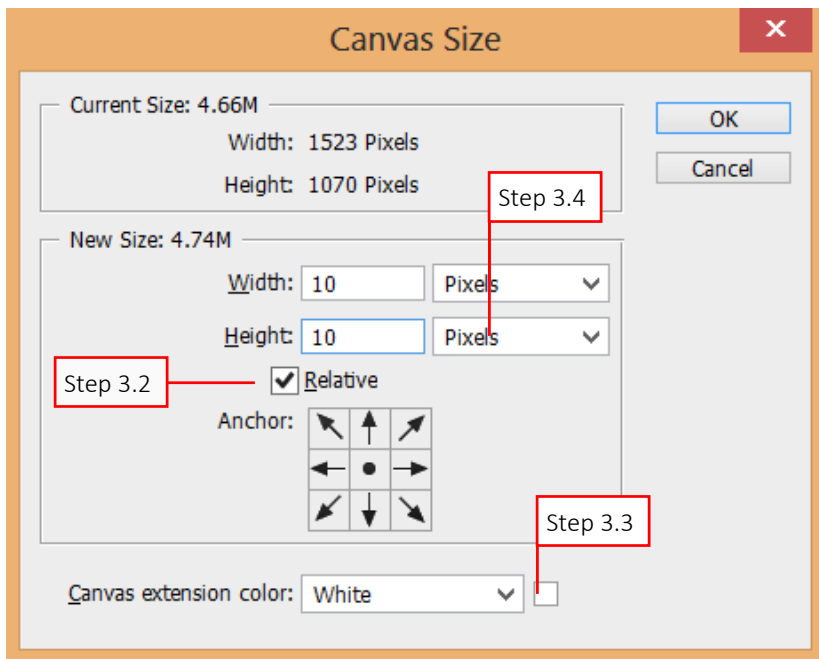 Canvas Size
Current Size: 4.66M
Width: 1523 Pixels
Height: 1070 Pixels
OK
Cancel
Step 3.4
New Size: 4.74M
Width: 10 Pixels
Height: 10 Pixels
Step 3.2
Relative
Anchor:
Step 3.3
Canvas extension color: White